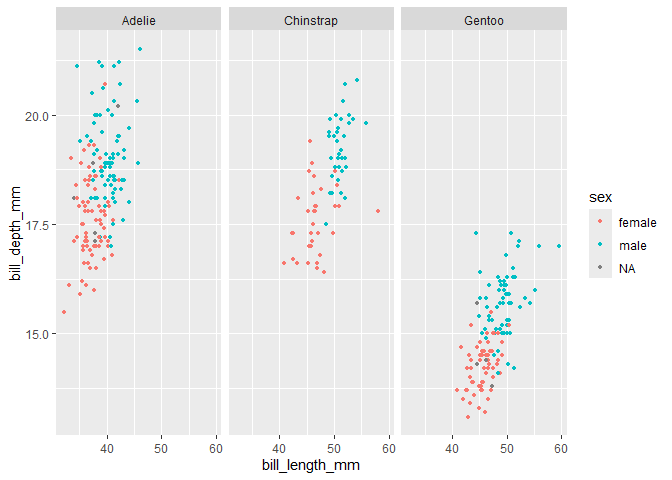 Adelie Chinstrap Gentoo
20.0
17.5
15.0
bill_depth_mm
40 50 60 40 50 60 40 50 60
bill_length_mm
sex
female
male
NA